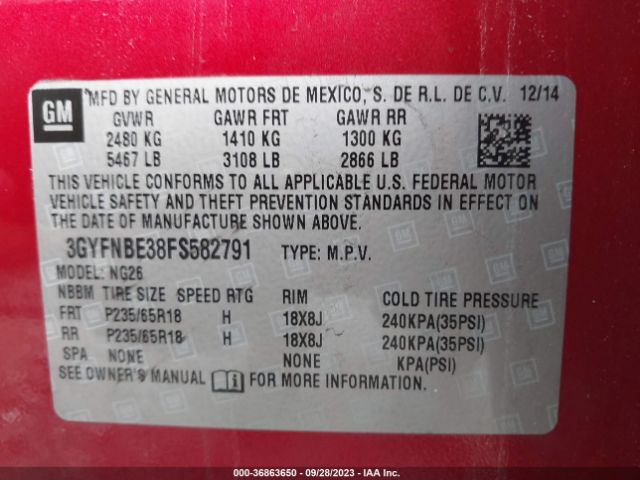 GM
MFD BY GENERAL MOTORS DE MEXICO, S. DE R.L. DE C.V. 12/14
GVWR GAWR FRT GAWR RR
2480 KG 1410 KG 1300 KG
5467 LB 3108 LB 2866 LB
THIS VEHICLE CONFORMS TO ALL APPLICABLE U.S. FEDERAL MOTOR
VEHICLE SAFETY AND THEFT PREVENTION STANDARDS IN EFFECT ON
THE DATE OF MANUFACTURE SHOWN ABOVE.
3GYFNBE38FS582791 TYPE: M.P.V.
MODEL: NG26
NBBM TIRE SIZE SPEED RTG RIM COLD TIRE PRESSURE
FRT P235/65R18 H 18X8J 240KPA(35PSI)
RR P235/65R18 H 18X8J 240KPA(35PSI)
SPA NONE NONE KPA(PSI)
SEE OWNER'S MANUAL FOR MORE INFORMATION.
000-36863650 - 09/28/2023 - IAA Inc.